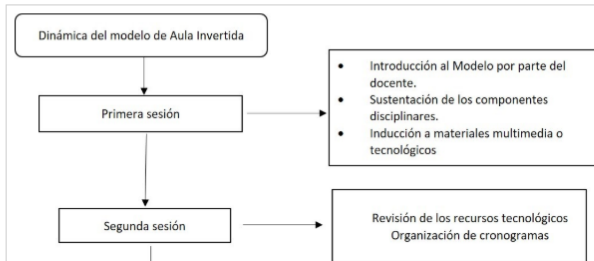 Dinámica del modelo de Aula Invertida
Primera sesión
• Introducción al Modelo por parte del
docente.
• Sustentación de los componentes
disciplinares.
• Inducción a materiales multimedia o
tecnológicos
Segunda sesión
Revisión de los recursos tecnológicos
Organización de cronogramas